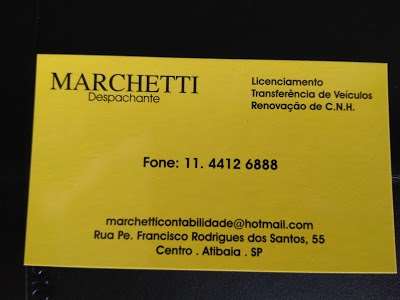 MARCHETTI
Despachante
Licenciamento
Transferência de Veículos
Renovação de C.N.H.
Fone: 11. 4412 6888
marchetticontabilidade@hotmail.com
Rua Pe. Francisco Rodrigues dos Santos, 55
Centro . Atibaia . SP